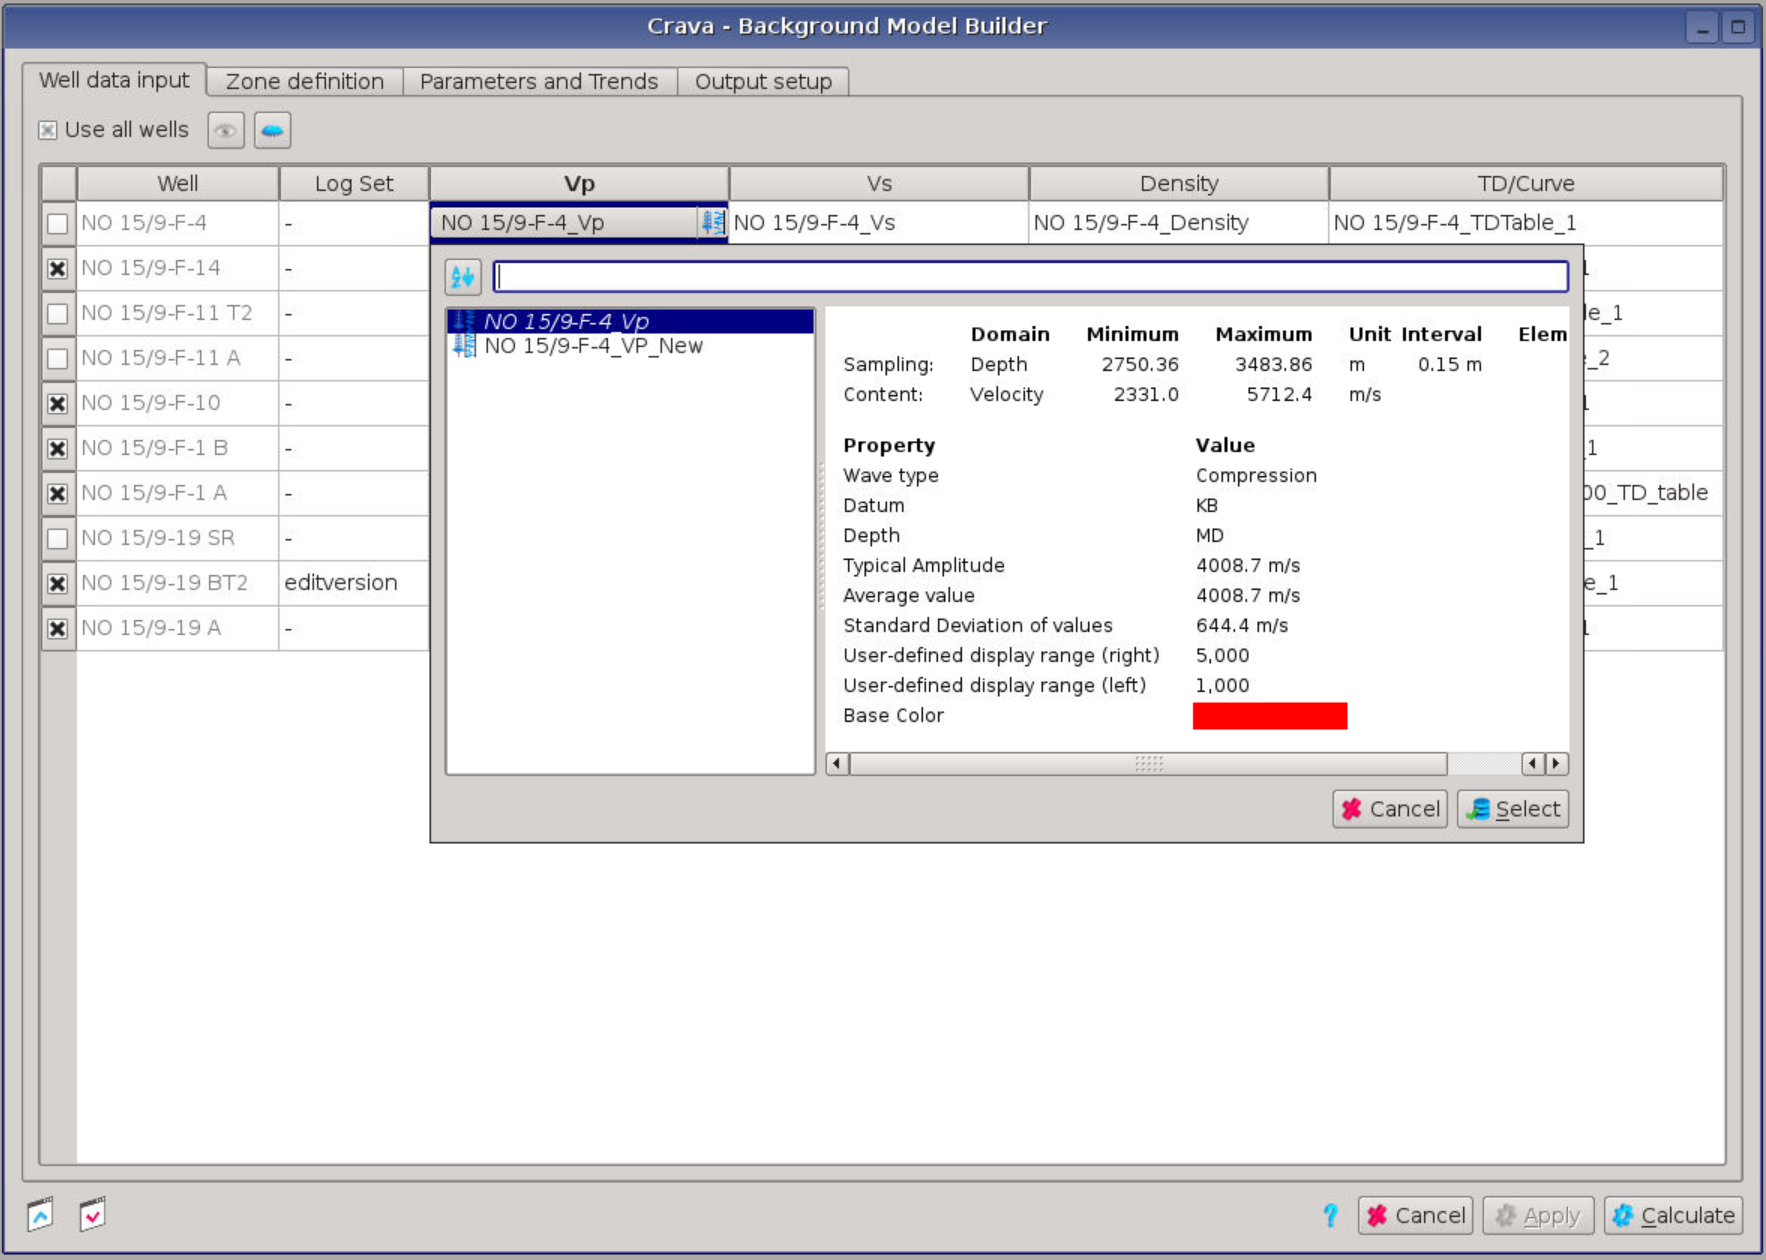 Crava - Background Model Builder
Well data input Zone definition Parameters and Trends Output setup
Use all wells
Well Log Set Vp Vs Density TD/Curve
NO 15/9-F-4 - NO 15/9-F-4_Vp NO 15/9-F-4_Vs NO 15/9-F-4_Density NO 15/9-F-4_TDTable_1
NO 15/9-F-14 -
NO 15/9-F-11 T2 - le_1
NO 15/9-F-11 A - _2
NO 15/9-F-10 -
NO 15/9-F-1 B - 1
NO 15/9-F-1 A - 00_TD_table
NO 15/9-19 SR - _1
NO 15/9-19 BT2 editversion e_1
NO 15/9-19 A -
NO 15/9-F-4_Vp
NO 15/9-F-4_VP_New
Domain Minimum Maximum Unit Interval Elem
Sampling: Depth 2750.36 3483.86 m 0.15 m
Content: Velocity 2331.0 5712.4 m/s
Property Value
Wave type Compression
Datum KB
Depth MD
Typical Amplitude 4008.7 m/s
Average value 4008.7 m/s
Standard Deviation of values 644.4 m/s
User-defined display range (right) 5,000
User-defined display range (left) 1,000
Base Color
Cancel Select
? Cancel Apply Calculate